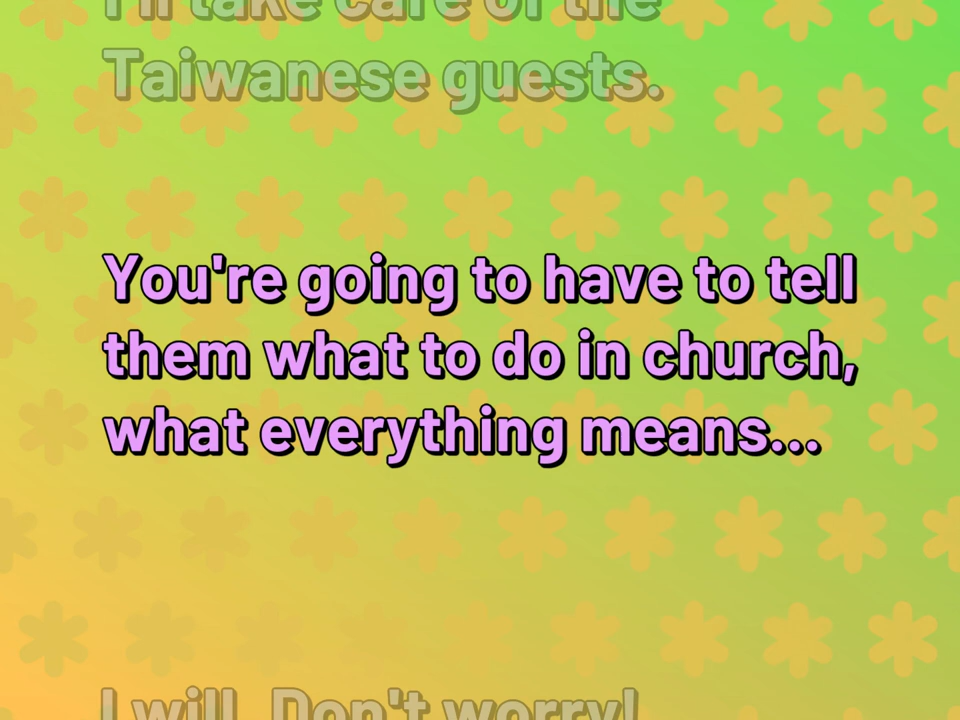 I'll take care of the
Taiwanese guests.
You're going to have to tell
them what to do in church,
what everything means...
I will. Don't worry!